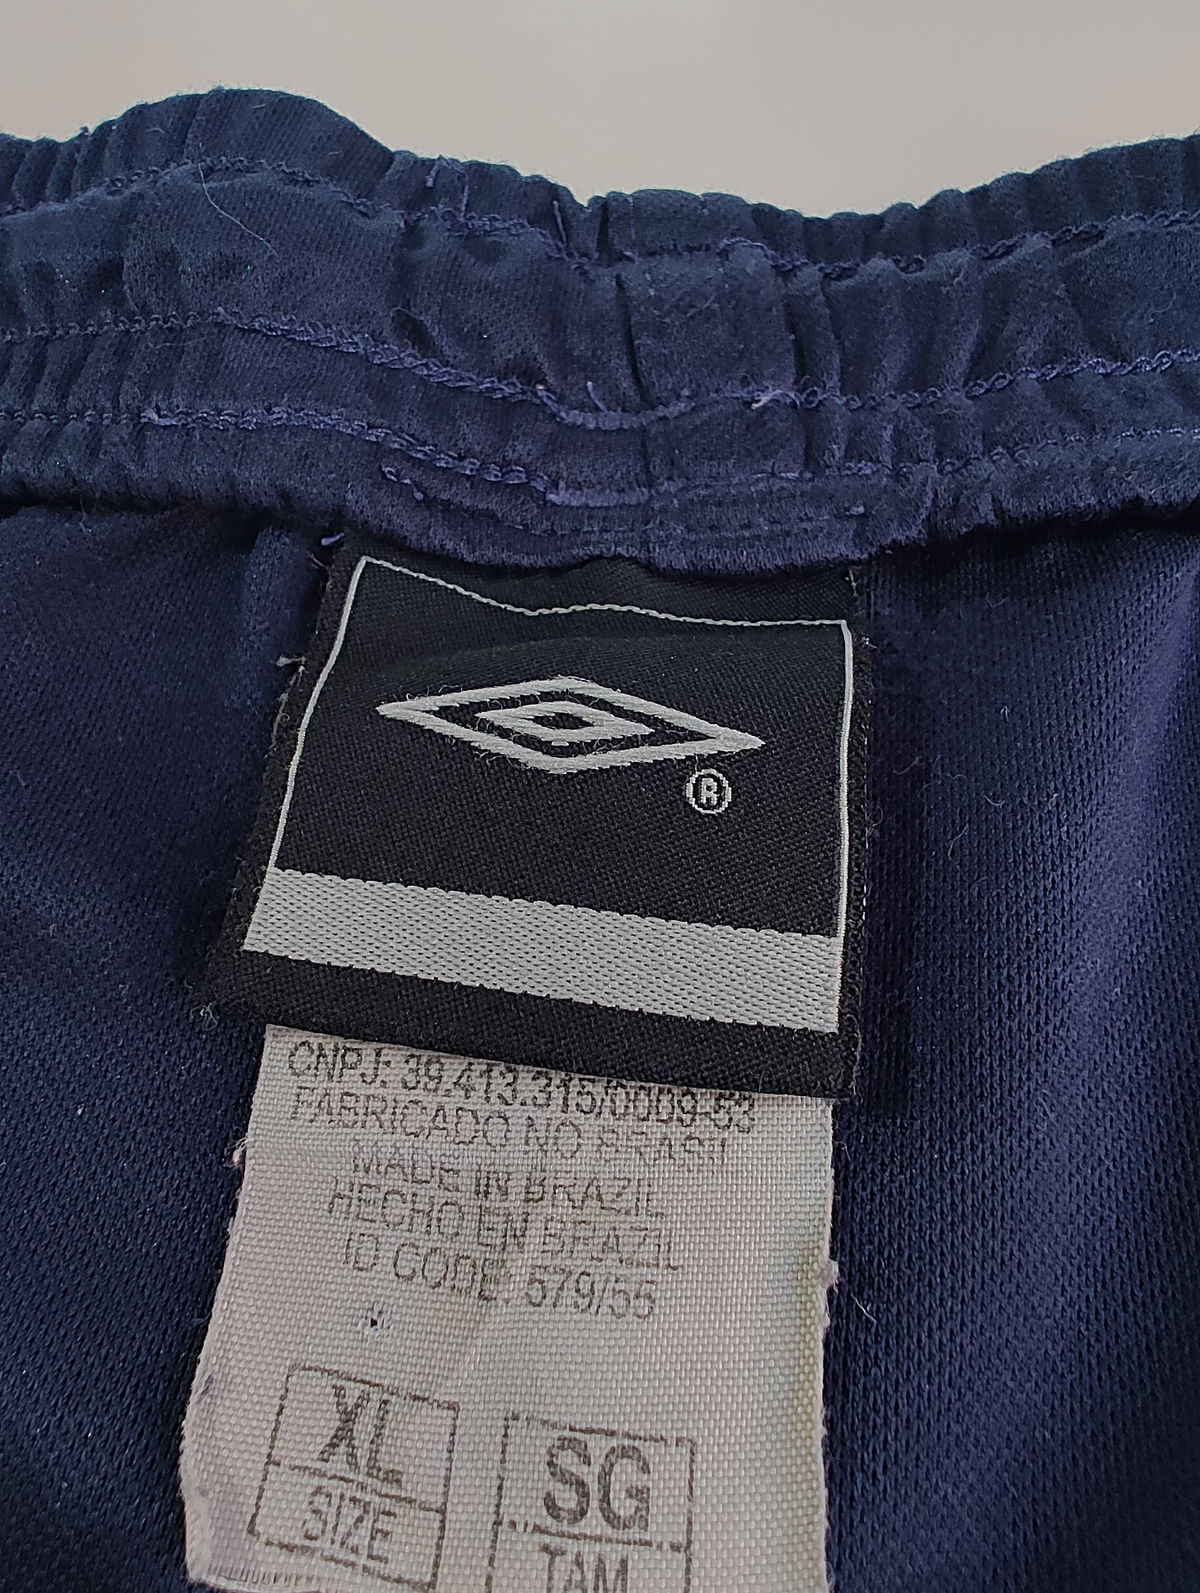 ®
CNPJ: 39.413.315/0009-63
FABRICADO NO BRASIL
MADE IN BRAZIL
HECHO EN BRAZIL
ID CODE: 579/55
XL SG
SIZE TAM